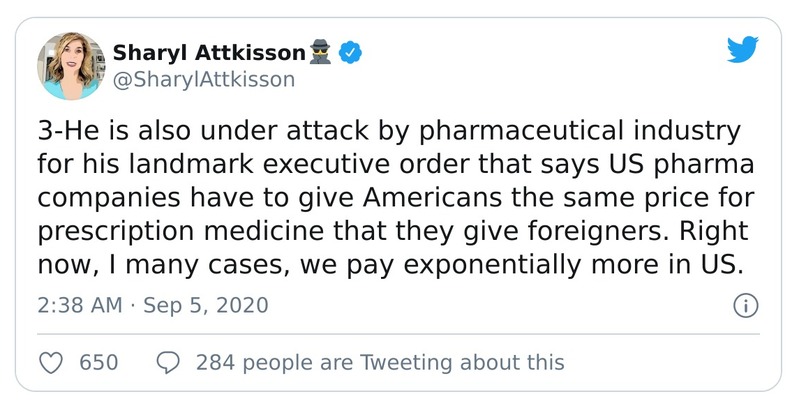 Sharyl Attkisson
@SharylAttkisson
3-He is also under attack by pharmaceutical industry
for his landmark executive order that says US pharma
companies have to give Americans the same price for
prescription medicine that they give foreigners. Right
now, I many cases, we pay exponentially more in US.
2:38 AM · Sep 5, 2020
650 284 people are Tweeting about this